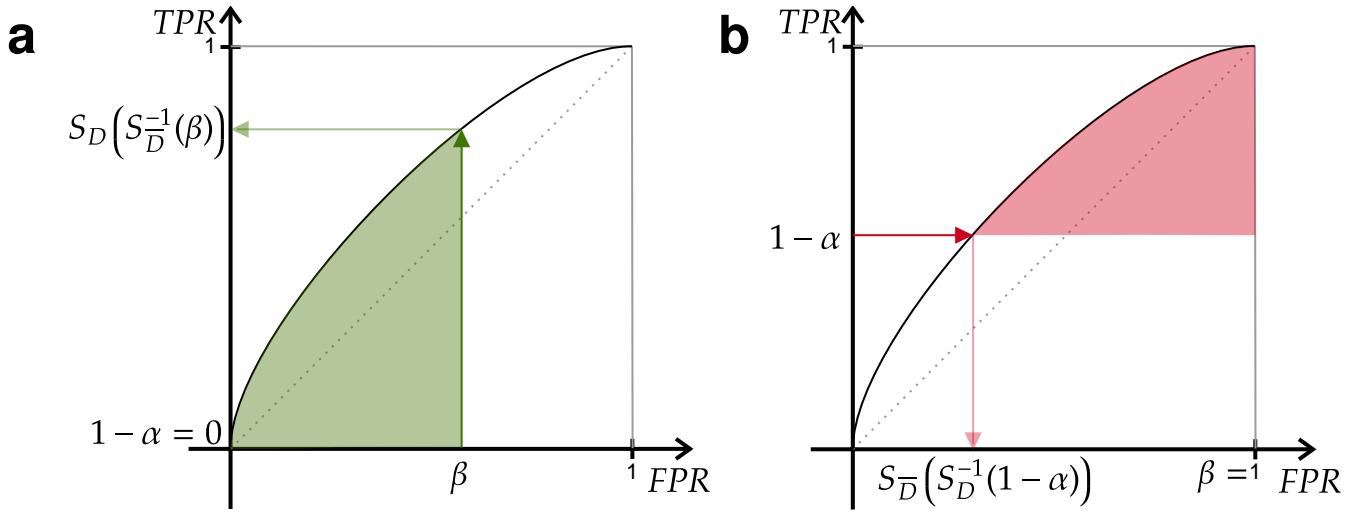 a
TPR
1
S_D(S_D̅^{-1}(β))
1 − α = 0
β
1
FPR
b
TPR
1
1 − α
S_D̅(S_D^{-1}(1 − α))
β =1
FPR